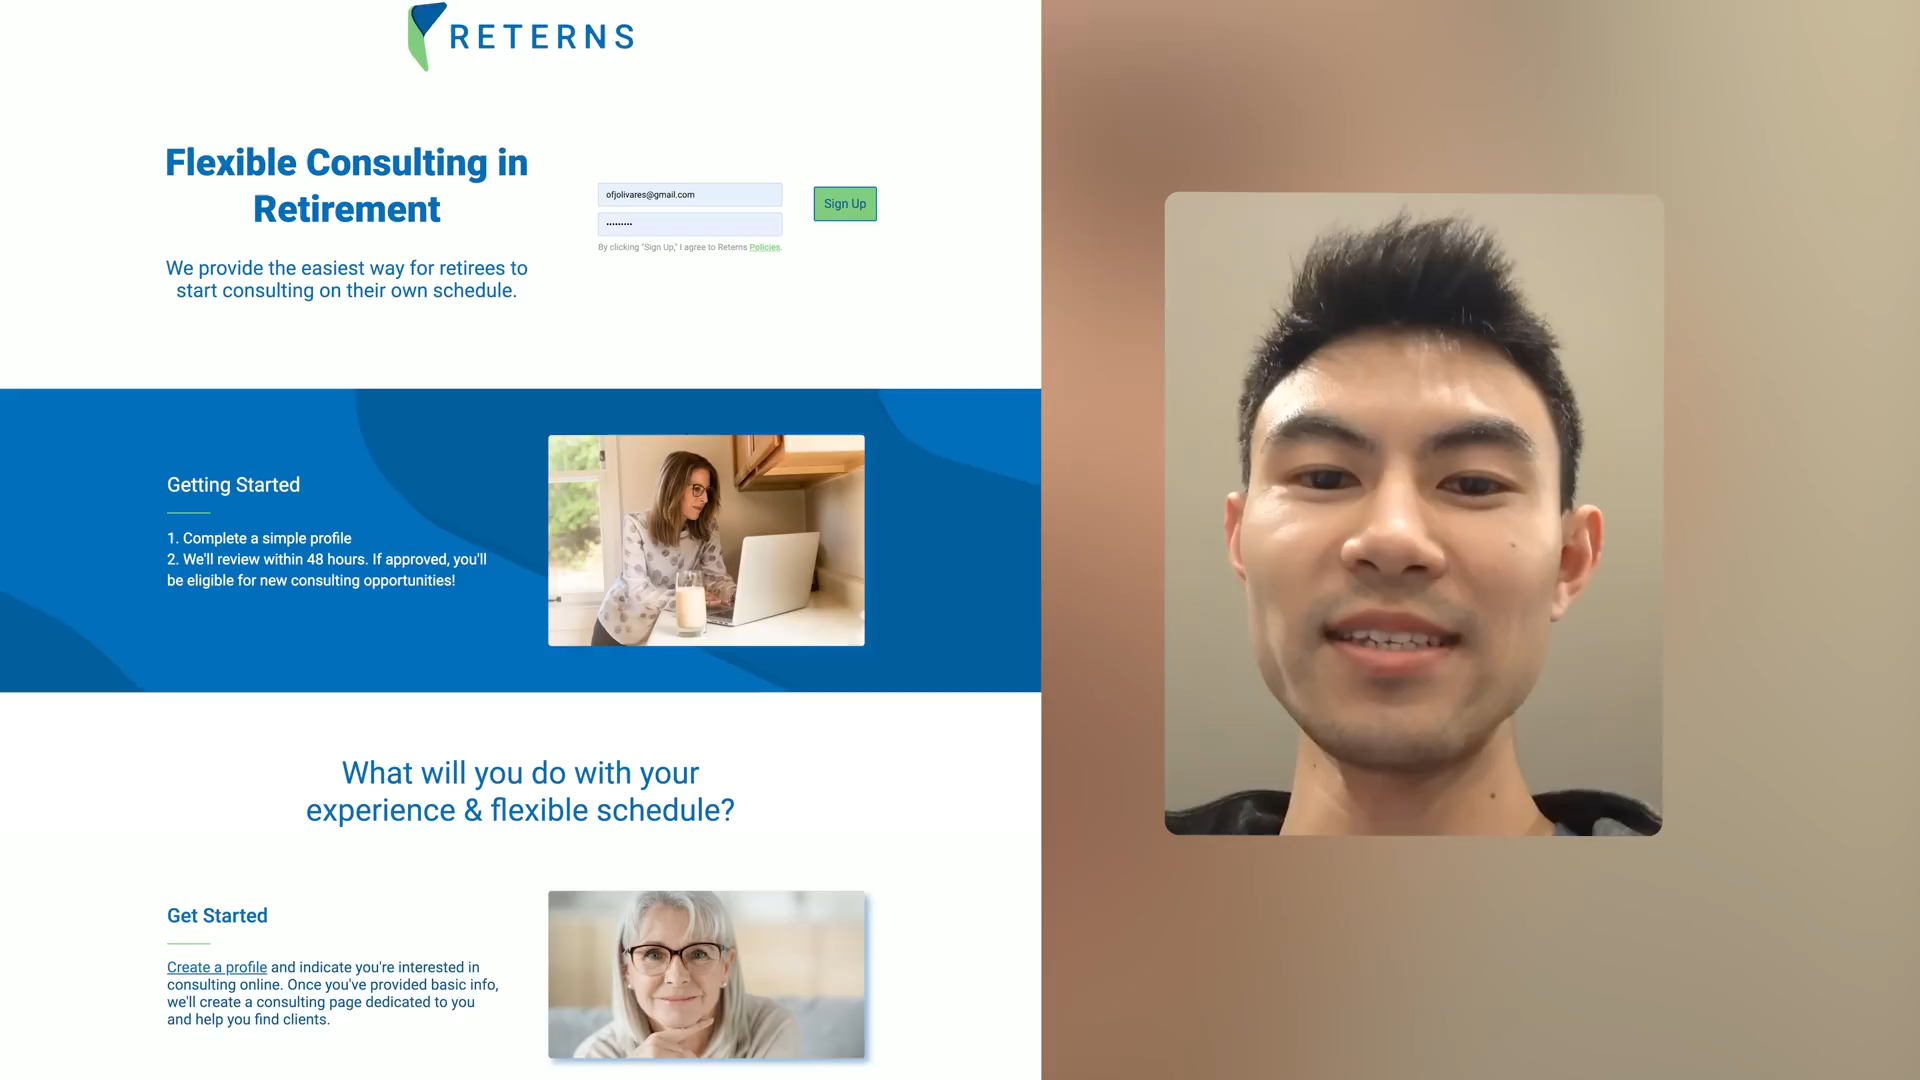 RETERNS
Flexible Consulting in
Retirement
We provide the easiest way for retirees to
start consulting on their own schedule.
ofjolivares@gmail.com
•••••••••
Sign Up
By clicking "Sign Up," I agree to Reterns Policies.
Getting Started
1. Complete a simple profile
2. We'll review within 48 hours. If approved, you'll
be eligible for new consulting opportunities!
What will you do with your
experience & flexible schedule?
Get Started
Create a profile and indicate you're interested in
consulting online. Once you've provided basic info,
we'll create a consulting page dedicated to you
and help you find clients.